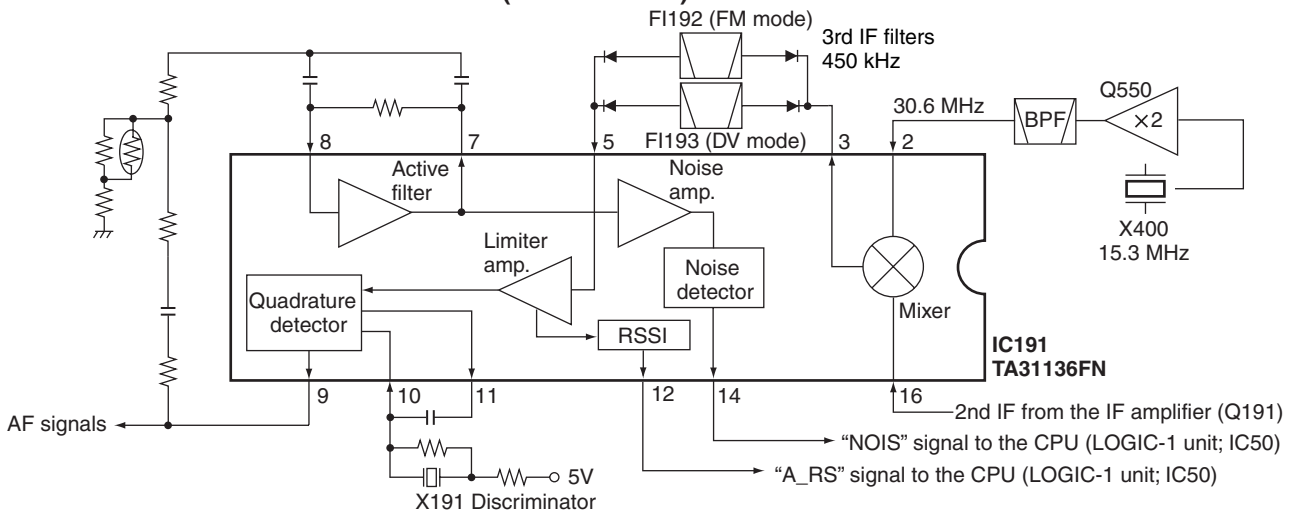 FI192 (FM mode)
3rd IF filters
450 kHz
FI193 (DV mode)
30.6 MHz
BPF
Q550
×2
X400
15.3 MHz
8
7
5
3
2
Active
filter
Noise
amp.
Limiter
amp.
Quadrature
detector
Noise
detector
RSSI
Mixer
IC191
TA31136FN
9
10
11
12
14
16
AF signals
X191 Discriminator
5V
2nd IF from the IF amplifier (Q191)
“NOIS” signal to the CPU (LOGIC-1 unit; IC50)
“A_RS” signal to the CPU (LOGIC-1 unit; IC50)